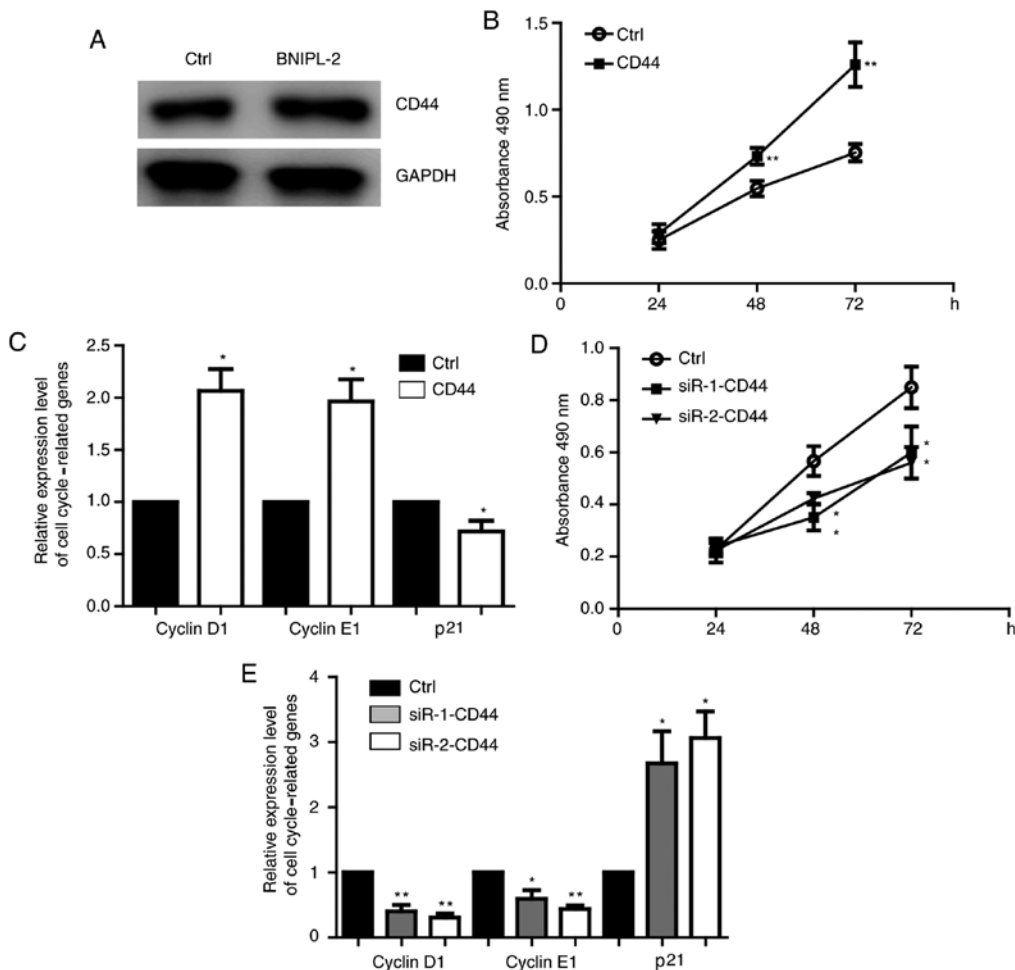 A
Ctrl BNIPL-2
CD44
GAPDH
B
Ctrl
CD44
Absorbance 490 nm
1.5
1.0
0.5
0.0
0 24 48 72 h
**
**
C
Ctrl
CD44
Relative expression level
of cell cycle-related genes
2.5
2.0
1.5
1.0
0.5
0.0
*
*
*
Cyclin D1 Cyclin E1 p21
D
Ctrl
siR-1-CD44
siR-2-CD44
Absorbance 490 nm
1.0
0.8
0.6
0.4
0.2
0.0
0 24 48 72 h
*
*
*
*
E
Ctrl
siR-1-CD44
siR-2-CD44
Relative expression level
of cell cycle-related genes
4
3
2
1
0
** ** * ** * *
Cyclin D1 Cyclin E1 p21